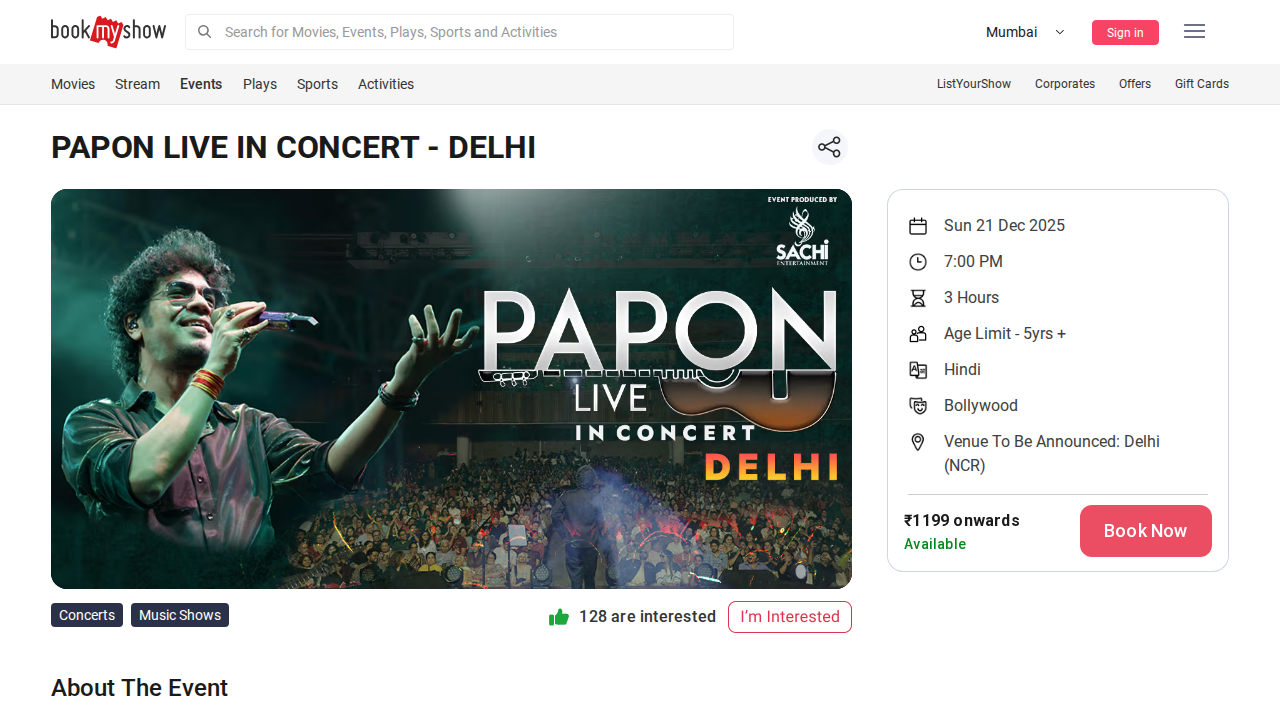 bookmyshow
Search for Movies, Events, Plays, Sports and Activities
Mumbai
Sign in
Movies
Stream
Events
Plays
Sports
Activities
ListYourShow
Corporates
Offers
Gift Cards
PAPON LIVE IN CONCERT - DELHI
EVENT PRODUCED BY
SACHI
ENTERTAINMENT
PAPON
LIVE
IN CONCERT
DELHI
Sun 21 Dec 2025
7:00 PM
3 Hours
Age Limit - 5yrs +
Hindi
Bollywood
Venue To Be Announced: Delhi
(NCR)
₹1199 onwards
Available
Book Now
Concerts
Music Shows
128 are interested
I’m Interested
About The Event